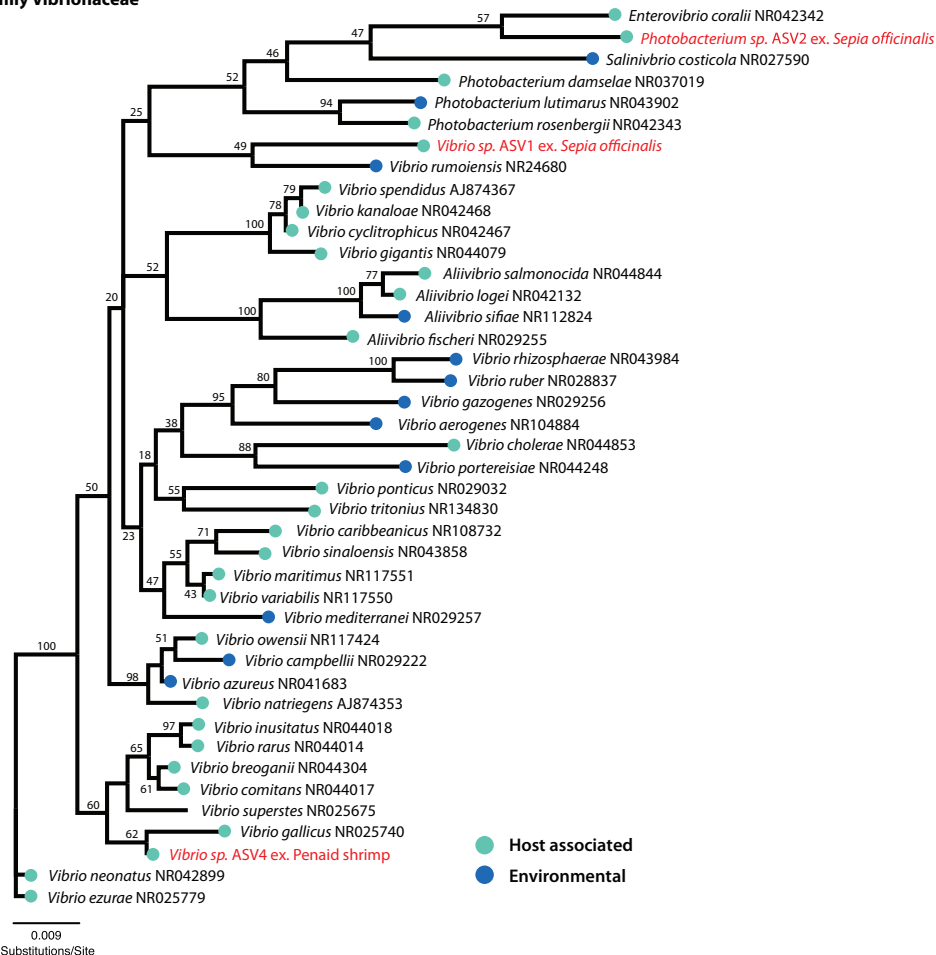 mily Vibrionaceae
57
Enterovibrio coralii NR042342
47
Photobacterium sp. ASV2 ex. Sepia officinalis
46
Salinivbrio costicola NR027590
52
Photobacterium damselae NR037019
94
Photobacterium lutimarus NR043902
25
Photobacterium rosenbergii NR042343
49
Vibrio sp. ASV1 ex. Sepia officinalis
Vibrio rumoiensis NR24680
79
Vibrio spendidus AJ874367
78
Vibrio kanaloae NR042468
100
Vibrio cyclitrophicus NR042467
Vibrio gigantis NR044079
52
77
Aliivibrio salmonocida NR044844
100
Aliivibrio logei NR042132
20
100
Aliivibrio sifiae NR112824
Aliivibrio fischeri NR029255
100
Vibrio rhizosphaerae NR043984
80
Vibrio ruber NR028837
95
Vibrio gazogenes NR029256
38
Vibrio aerogenes NR104884
88
Vibrio cholerae NR044853
18
Vibrio portereisiae NR044248
50
55
Vibrio ponticus NR029032
Vibrio tritonius NR134830
23
71
Vibrio caribbeanicus NR108732
55
Vibrio sinaloensis NR043858
47
Vibrio maritimus NR117551
43
Vibrio variabilis NR117550
Vibrio mediterranei NR029257
100
51
Vibrio owensii NR117424
Vibrio campbellii NR029222
98
Vibrio azureus NR041683
Vibrio natriegens AJ874353
97
Vibrio inusitatus NR044018
65
Vibrio rarus NR044014
Vibrio breoganii NR044304
61
Vibrio comitans NR044017
60
Vibrio superstes NR025675
62
Vibrio gallicus NR025740
Vibrio sp. ASV4 ex. Penaid shrimp
Vibrio neonatus NR042899
Vibrio ezurae NR025779
Host associated
Environmental
0.009
Substitutions/Site